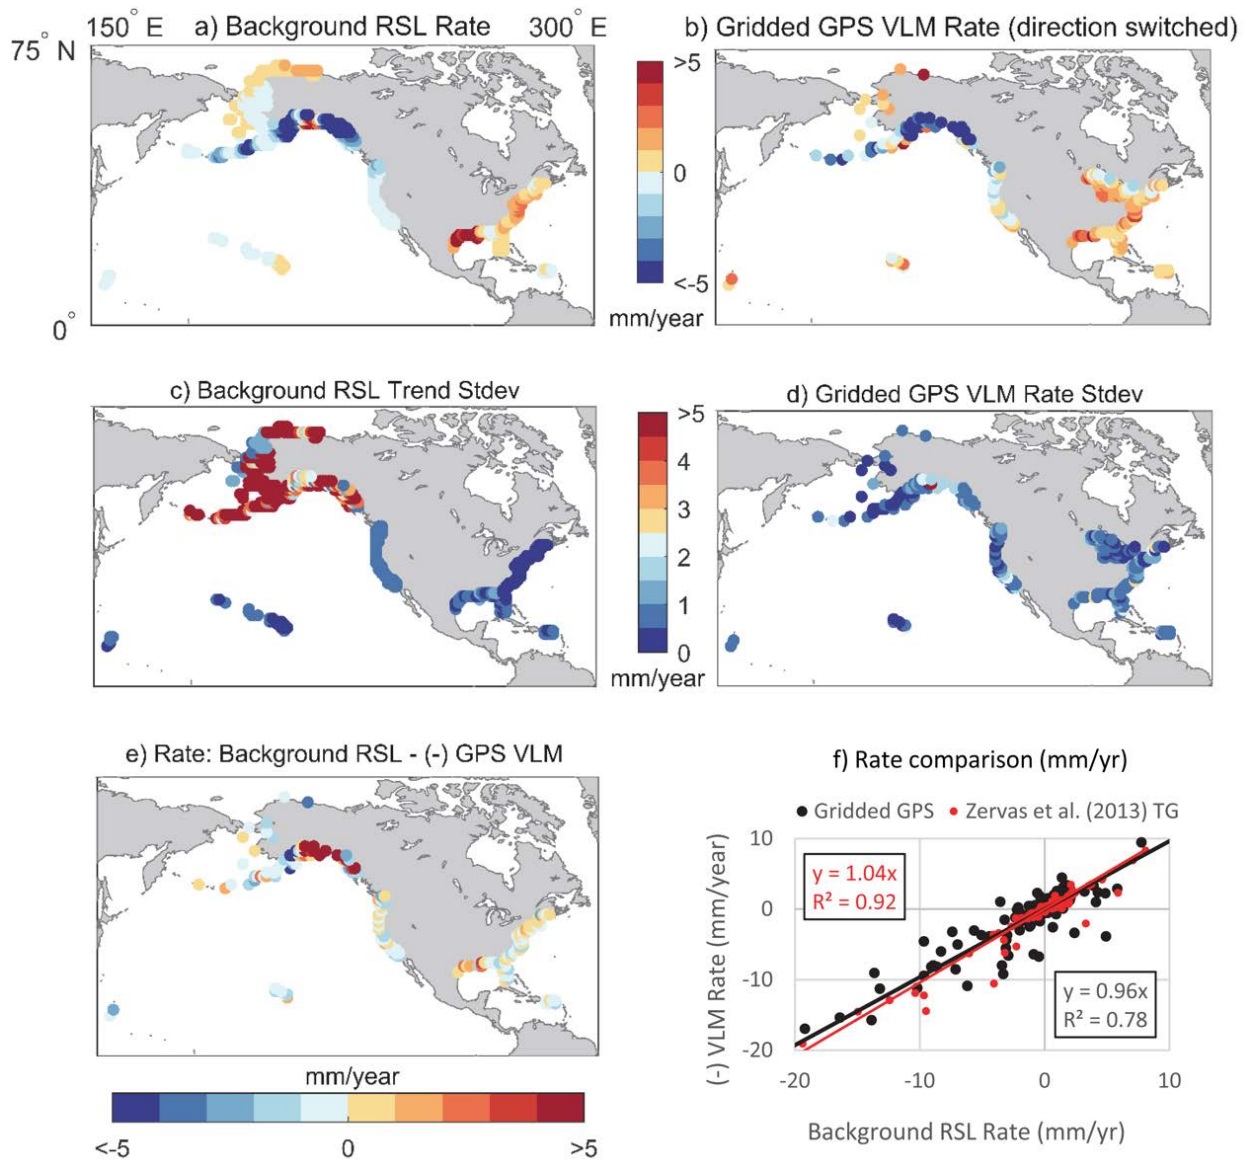 150° E
a) Background RSL Rate
300° E
b) Gridded GPS VLM Rate (direction switched)
75° N
0°
>5
0
<-5
mm/year
c) Background RSL Trend Stdev
d) Gridded GPS VLM Rate Stdev
>5
4
3
2
1
0
mm/year
e) Rate: Background RSL - (-) GPS VLM
mm/year
<-5
0
>5
f) Rate comparison (mm/yr)
Gridded GPS
Zervas et al. (2013) TG
(-) VLM Rate (mm/year)
10
0
-10
-20
y = 1.04x
R² = 0.92
y = 0.96x
R² = 0.78
-20
-10
0
10
Background RSL Rate (mm/yr)